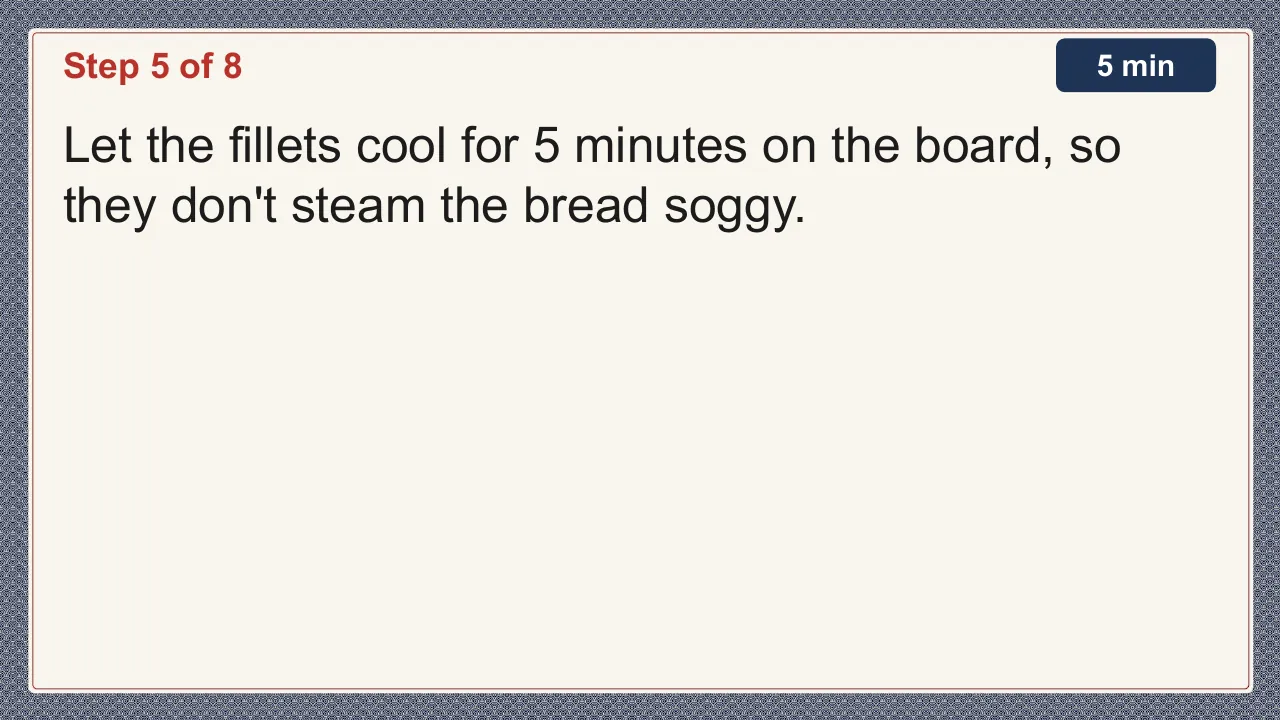 Step 5 of 8
5 min
Let the fillets cool for 5 minutes on the board, so
they don't steam the bread soggy.